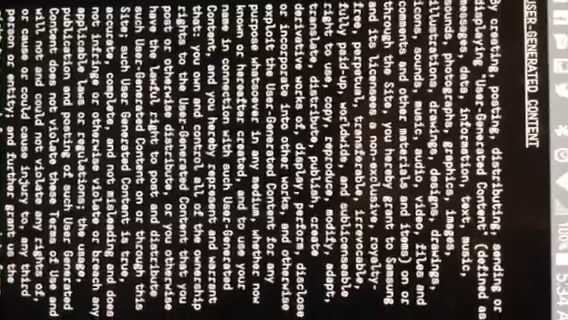 100% 5:34 A
USER-GENERATED CONTENT
By creating, posting, distributing, sending or
displaying 'User-Generated Content' (defined as
messages, data, information, text, music,
sounds, photographs, graphics, images,
illustrations, drawings, designs, drawings,
icons, sounds, music, audio, video, files and
comments and other materials and items) on or
through the Site, you hereby grant to Samsung
and its licensees a non-exclusive, royalty-
free, perpetual, transferable, irrevocable,
fully paid-up, worldwide, and sublicenseable
right to use, copy, reproduce, modify, adapt,
translate, distribute, publish, create
derivative works of, display, perform, disclose
or incorporate into other works, and otherwise
exploit the User-Generated Content for any
purpose whatsoever in any medium, whether now
known or hereafter created, and to use your
name in connection with such User-Generated
Content, and you hereby represent and warrant
that: you own and control all of the ownership
rights to the User-Generated Content that you
post or otherwise distribute, or you otherwise
have the lawful right to post and distribute
such User-Generated Content on or through this
Site; such User Generated Content is true,
accurate, complete, and not misleading and does
not infringe or otherwise violate or breach any
applicable laws or regulations; the usage,
publication and posting of such User-Generated
Content does not violate these Terms of Use and
will not and could not violate any rights of,
or cause or could cause injury to, any third